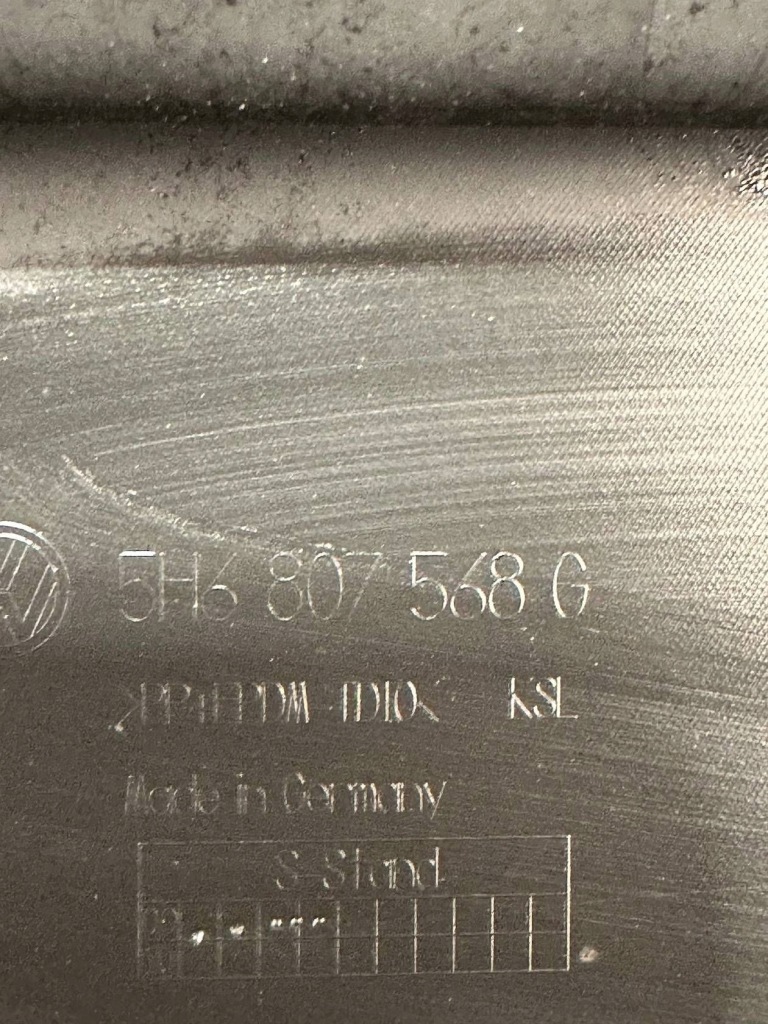 5H6 807 568 G
>PP+EPDM-TD10< KSL
Made in Germany
S-Stand